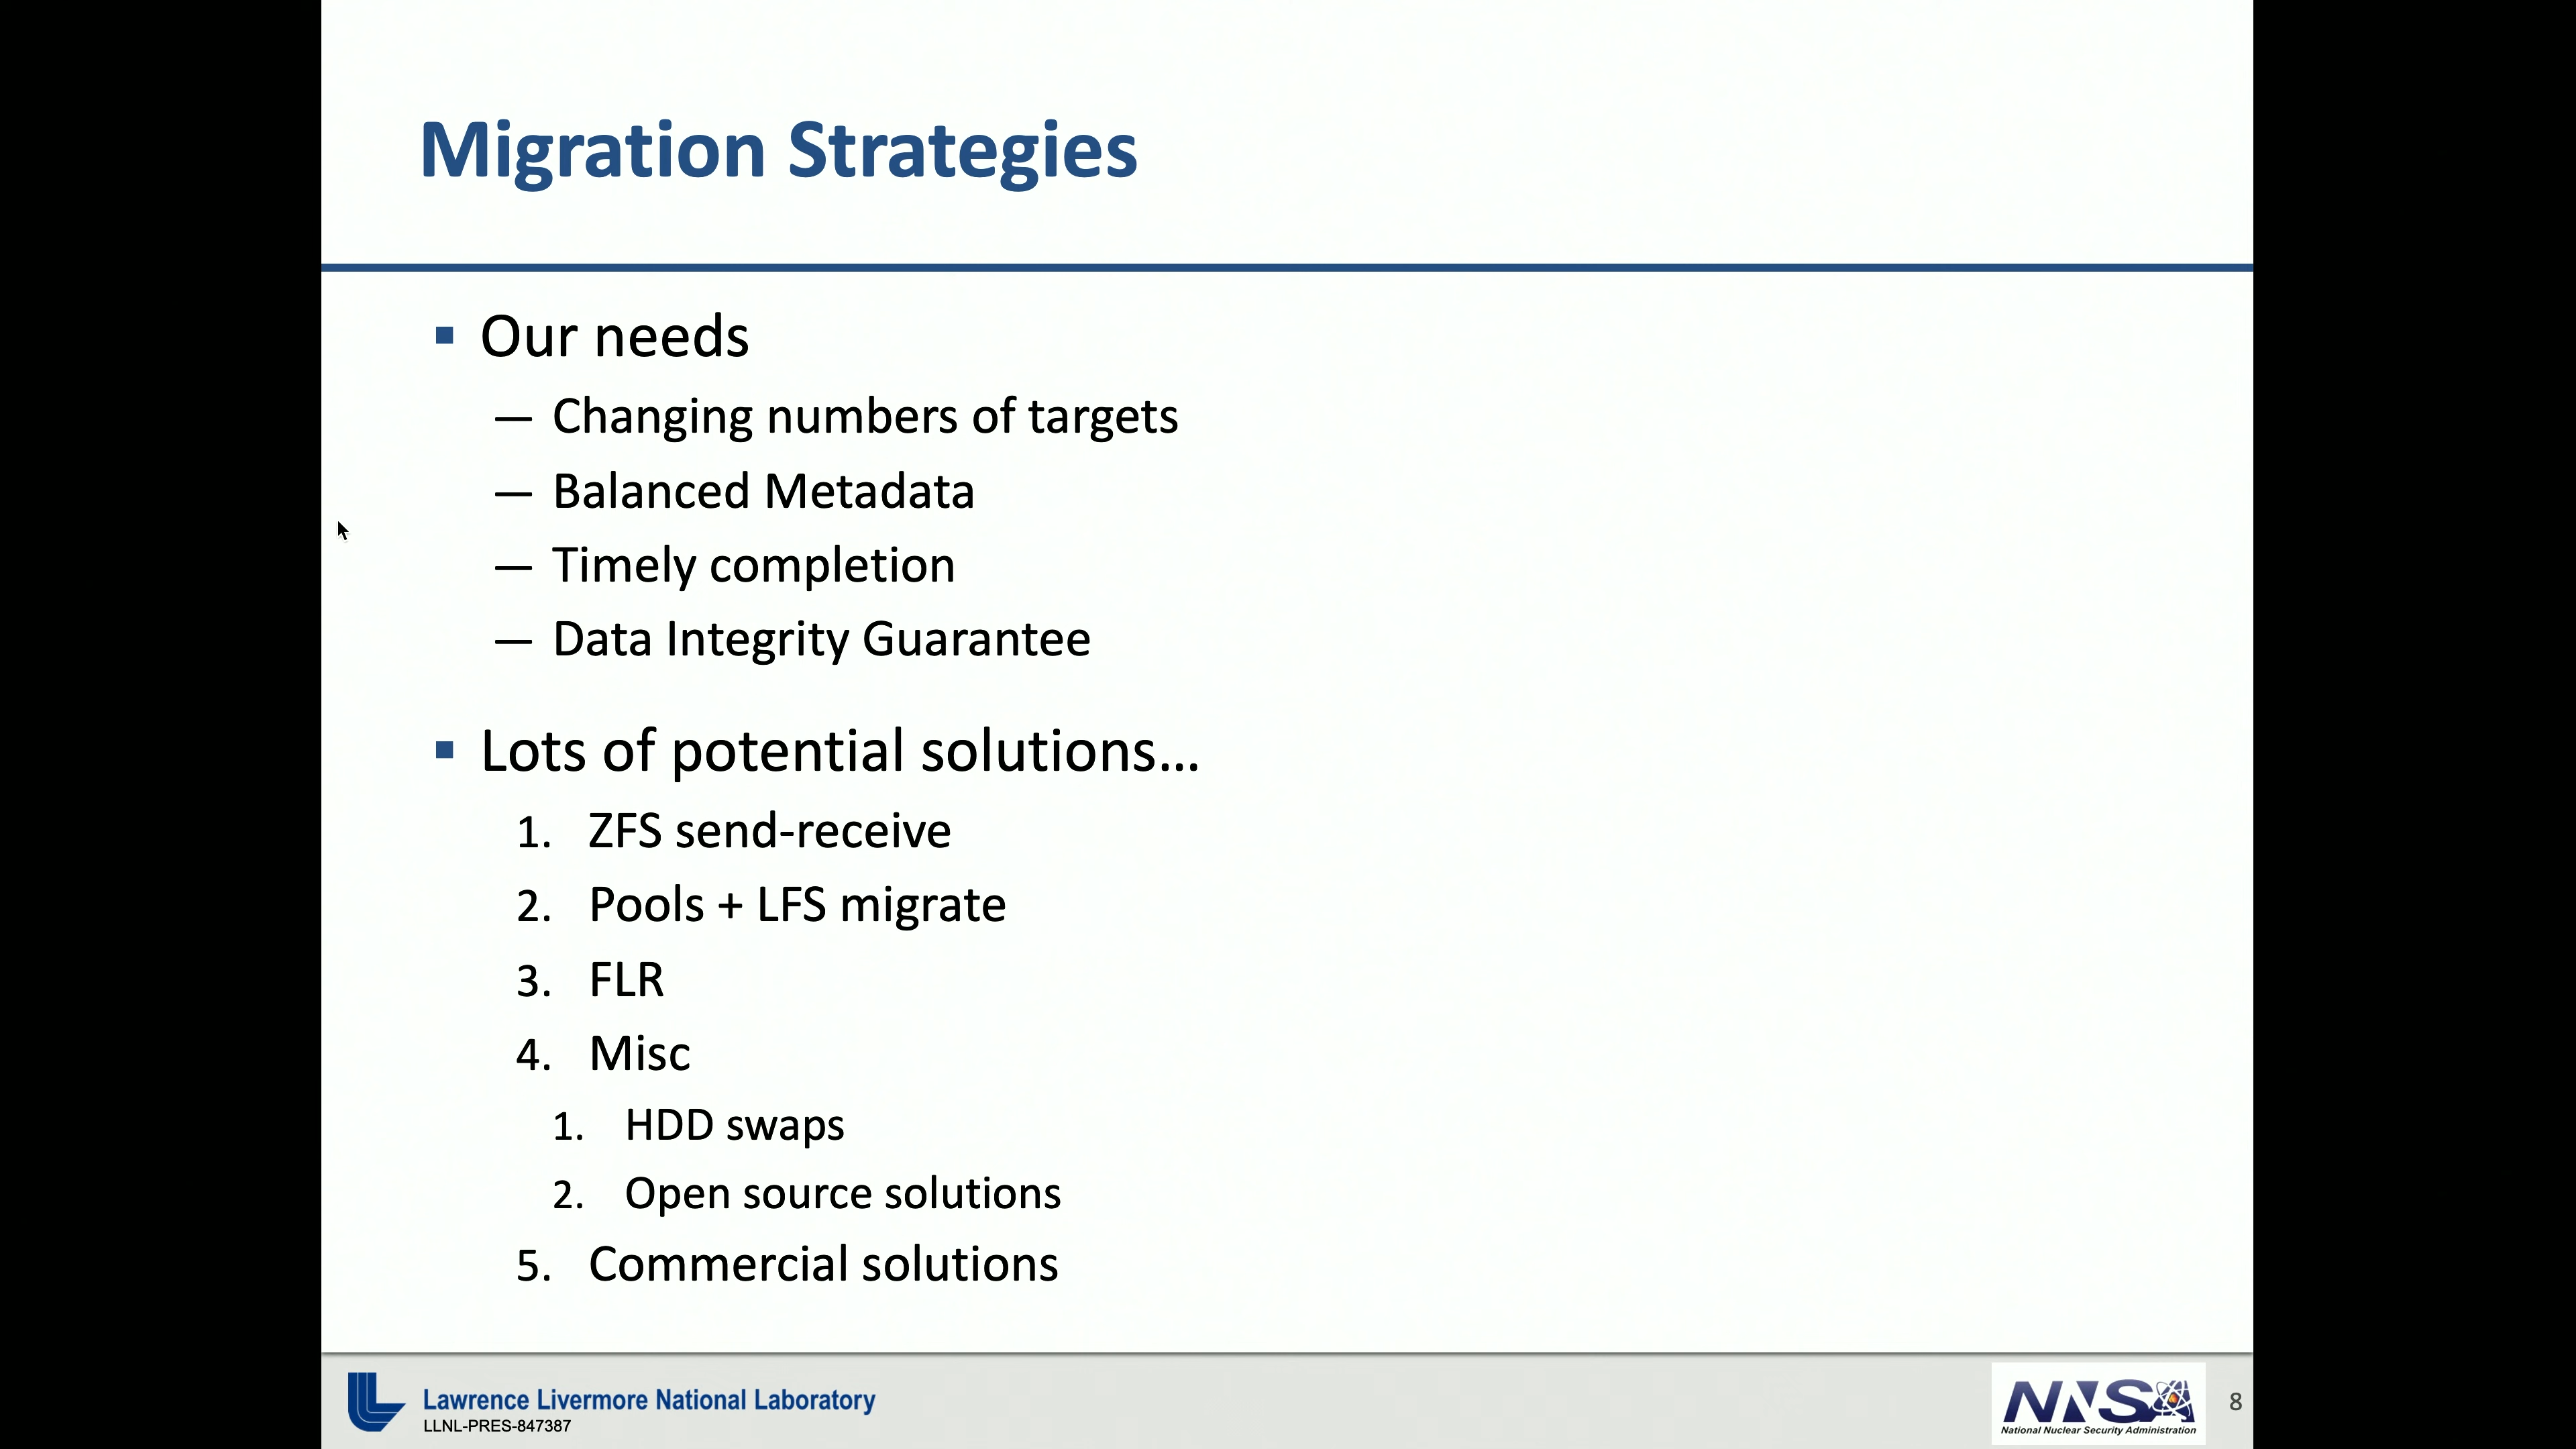 Migration Strategies
▪ Our needs
— Changing numbers of targets
— Balanced Metadata
— Timely completion
— Data Integrity Guarantee
▪ Lots of potential solutions…
1. ZFS send-receive
2. Pools + LFS migrate
3. FLR
4. Misc
1. HDD swaps
2. Open source solutions
5. Commercial solutions
Lawrence Livermore National Laboratory
LLNL-PRES-847387
NNSA
National Nuclear Security Administration
8